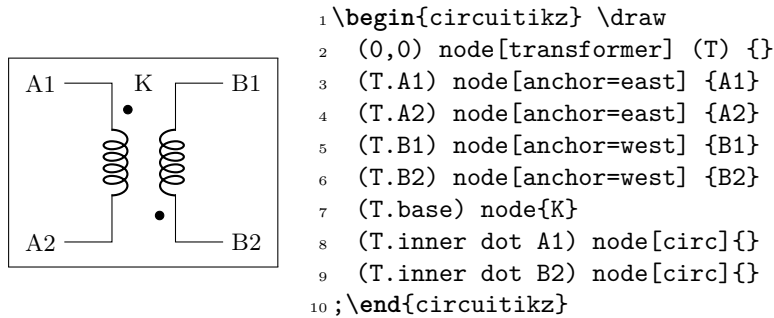 A1 K B1
A2 B2
1 \begin{circuitikz} \draw
2 (0,0) node[transformer] (T) {}
3 (T.A1) node[anchor=east] {A1}
4 (T.A2) node[anchor=east] {A2}
5 (T.B1) node[anchor=west] {B1}
6 (T.B2) node[anchor=west] {B2}
7 (T.base) node{K}
8 (T.inner dot A1) node[circ]{}
9 (T.inner dot B2) node[circ]{}
10 ;\end{circuitikz}